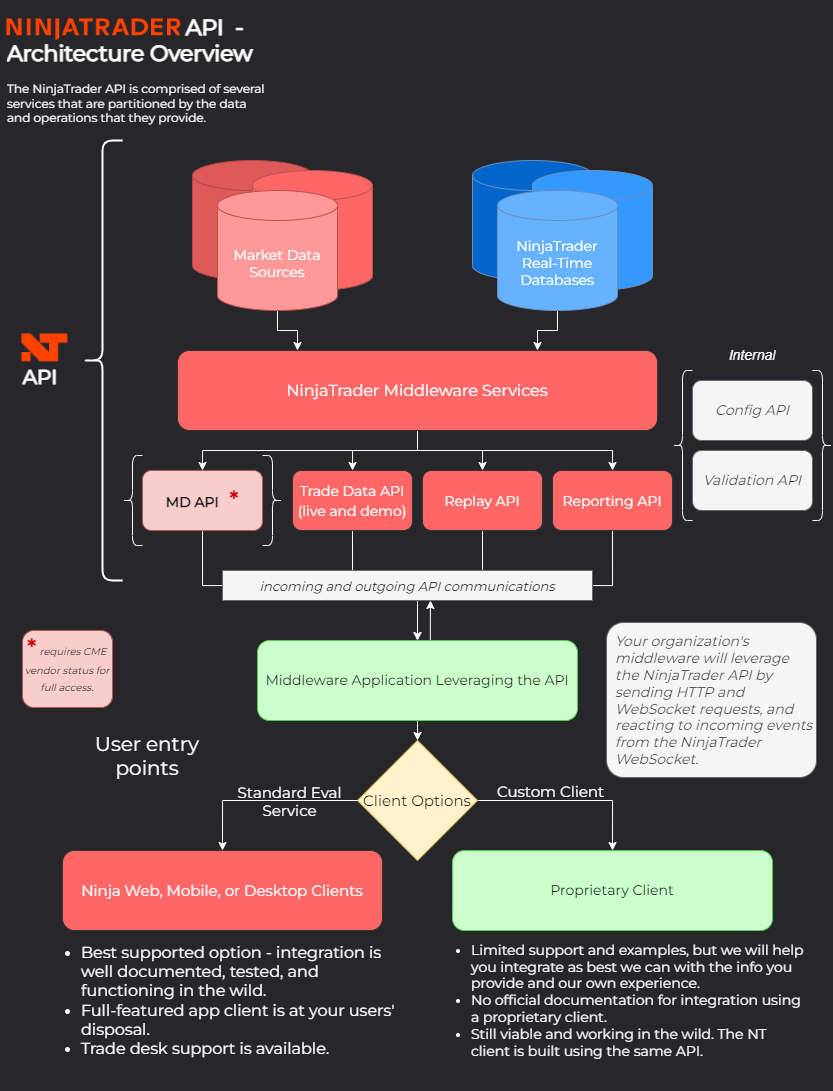 NINJATRADER API -
Architecture Overview
The NinjaTrader API is comprised of several
services that are partitioned by the data
and operations that they provide.
Market Data
Sources
NinjaTrader
Real-Time
Databases
NT
API
NinjaTrader Middleware Services
Internal
Config API
Validation API
MD API *
Trade Data API
(live and demo)
Replay API
Reporting API
incoming and outgoing API communications
* requires CME
vendor status for
full access.
Middleware Application Leveraging the API
Your organization's
middleware will leverage
the NinjaTrader API by
sending HTTP and
WebSocket requests, and
reacting to incoming events
from the NinjaTrader
WebSocket.
User entry
points
Client Options
Standard Eval
Service
Custom Client
Ninja Web, Mobile, or Desktop Clients
Proprietary Client
• Best supported option - integration is
well documented, tested, and
functioning in the wild.
• Full-featured app client is at your users'
disposal.
• Trade desk support is available.
• Limited support and examples, but we will help
you integrate as best we can with the info you
provide and our own experience.
• No official documentation for integration using
a proprietary client.
• Still viable and working in the wild. The NT
client is built using the same API.